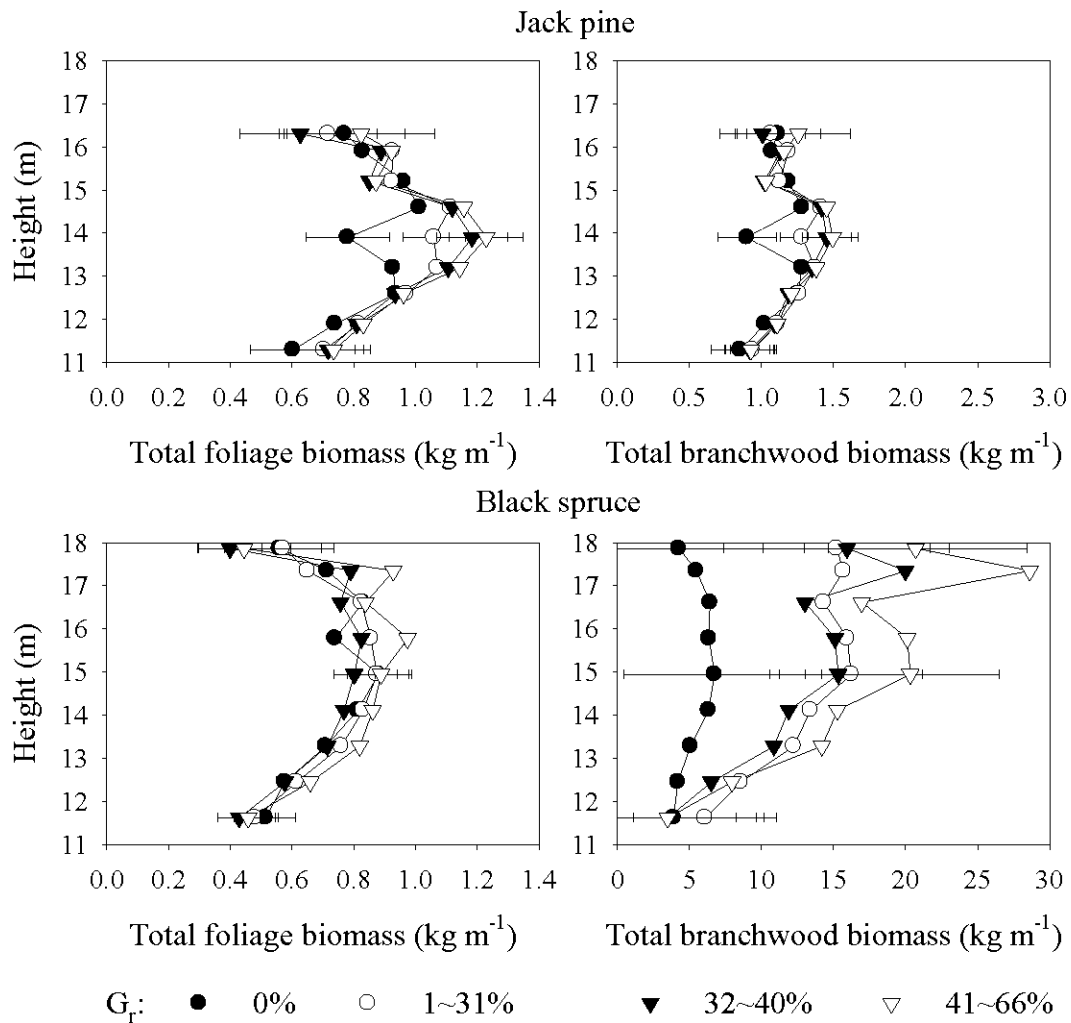 Jack pine
18
17
16
15
14
13
12
11
Height (m)
0.0 0.2 0.4 0.6 0.8 1.0 1.2 1.4
Total foliage biomass (kg m⁻¹)
18
17
16
15
14
13
12
11
0.0 0.5 1.0 1.5 2.0 2.5 3.0
Total branchwood biomass (kg m⁻¹)
Black spruce
18
17
16
15
14
13
12
11
Height (m)
0.0 0.2 0.4 0.6 0.8 1.0 1.2 1.4
Total foliage biomass (kg m⁻¹)
18
17
16
15
14
13
12
11
0 5 10 15 20 25 30
Total branchwood biomass (kg m⁻¹)
Gᵣ: 0% 1~31% 32~40% 41~66%